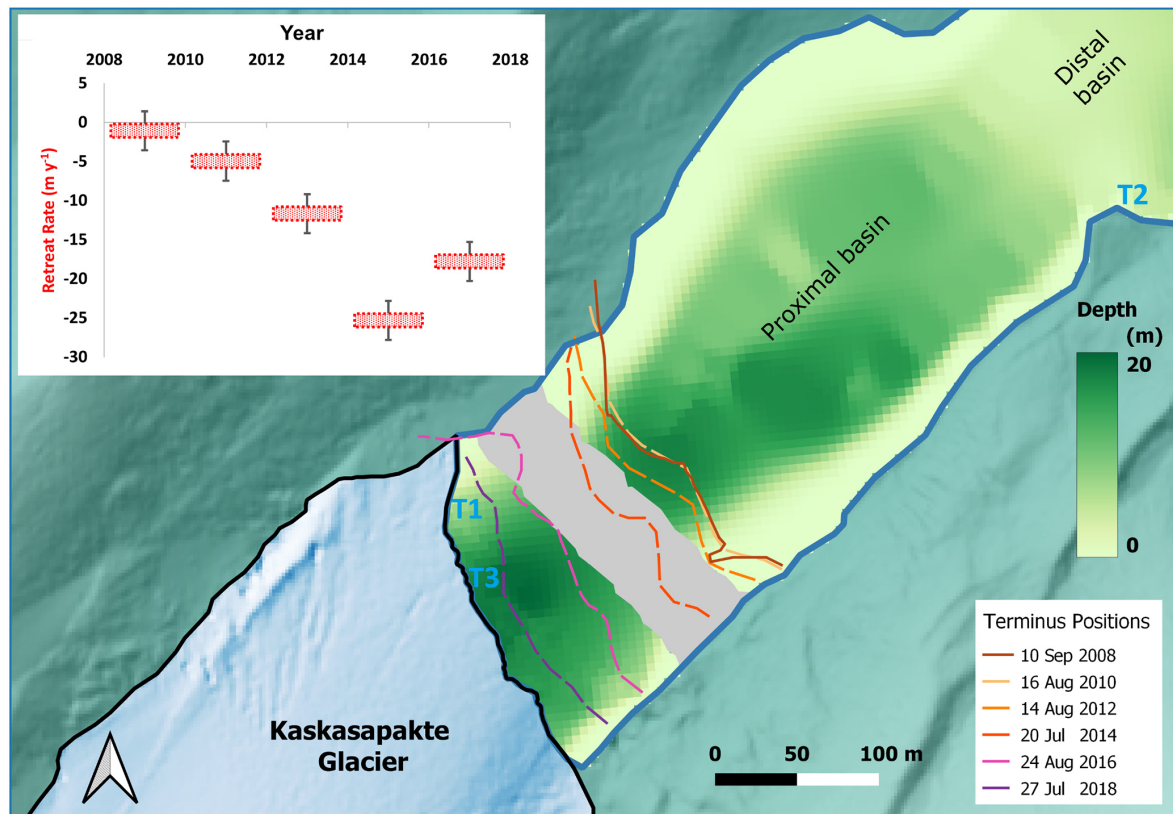 Year
2008 2010 2012 2014 2016 2018
5
0
-5
-10
-15
-20
-25
-30
Retreat Rate (m y⁻¹)
Distal
basin
T2
Proximal basin
Depth
(m)
20
0
T1
T3
Kaskasapakte
Glacier
0 50 100 m
Terminus Positions
10 Sep 2008
16 Aug 2010
14 Aug 2012
20 Jul 2014
24 Aug 2016
27 Jul 2018